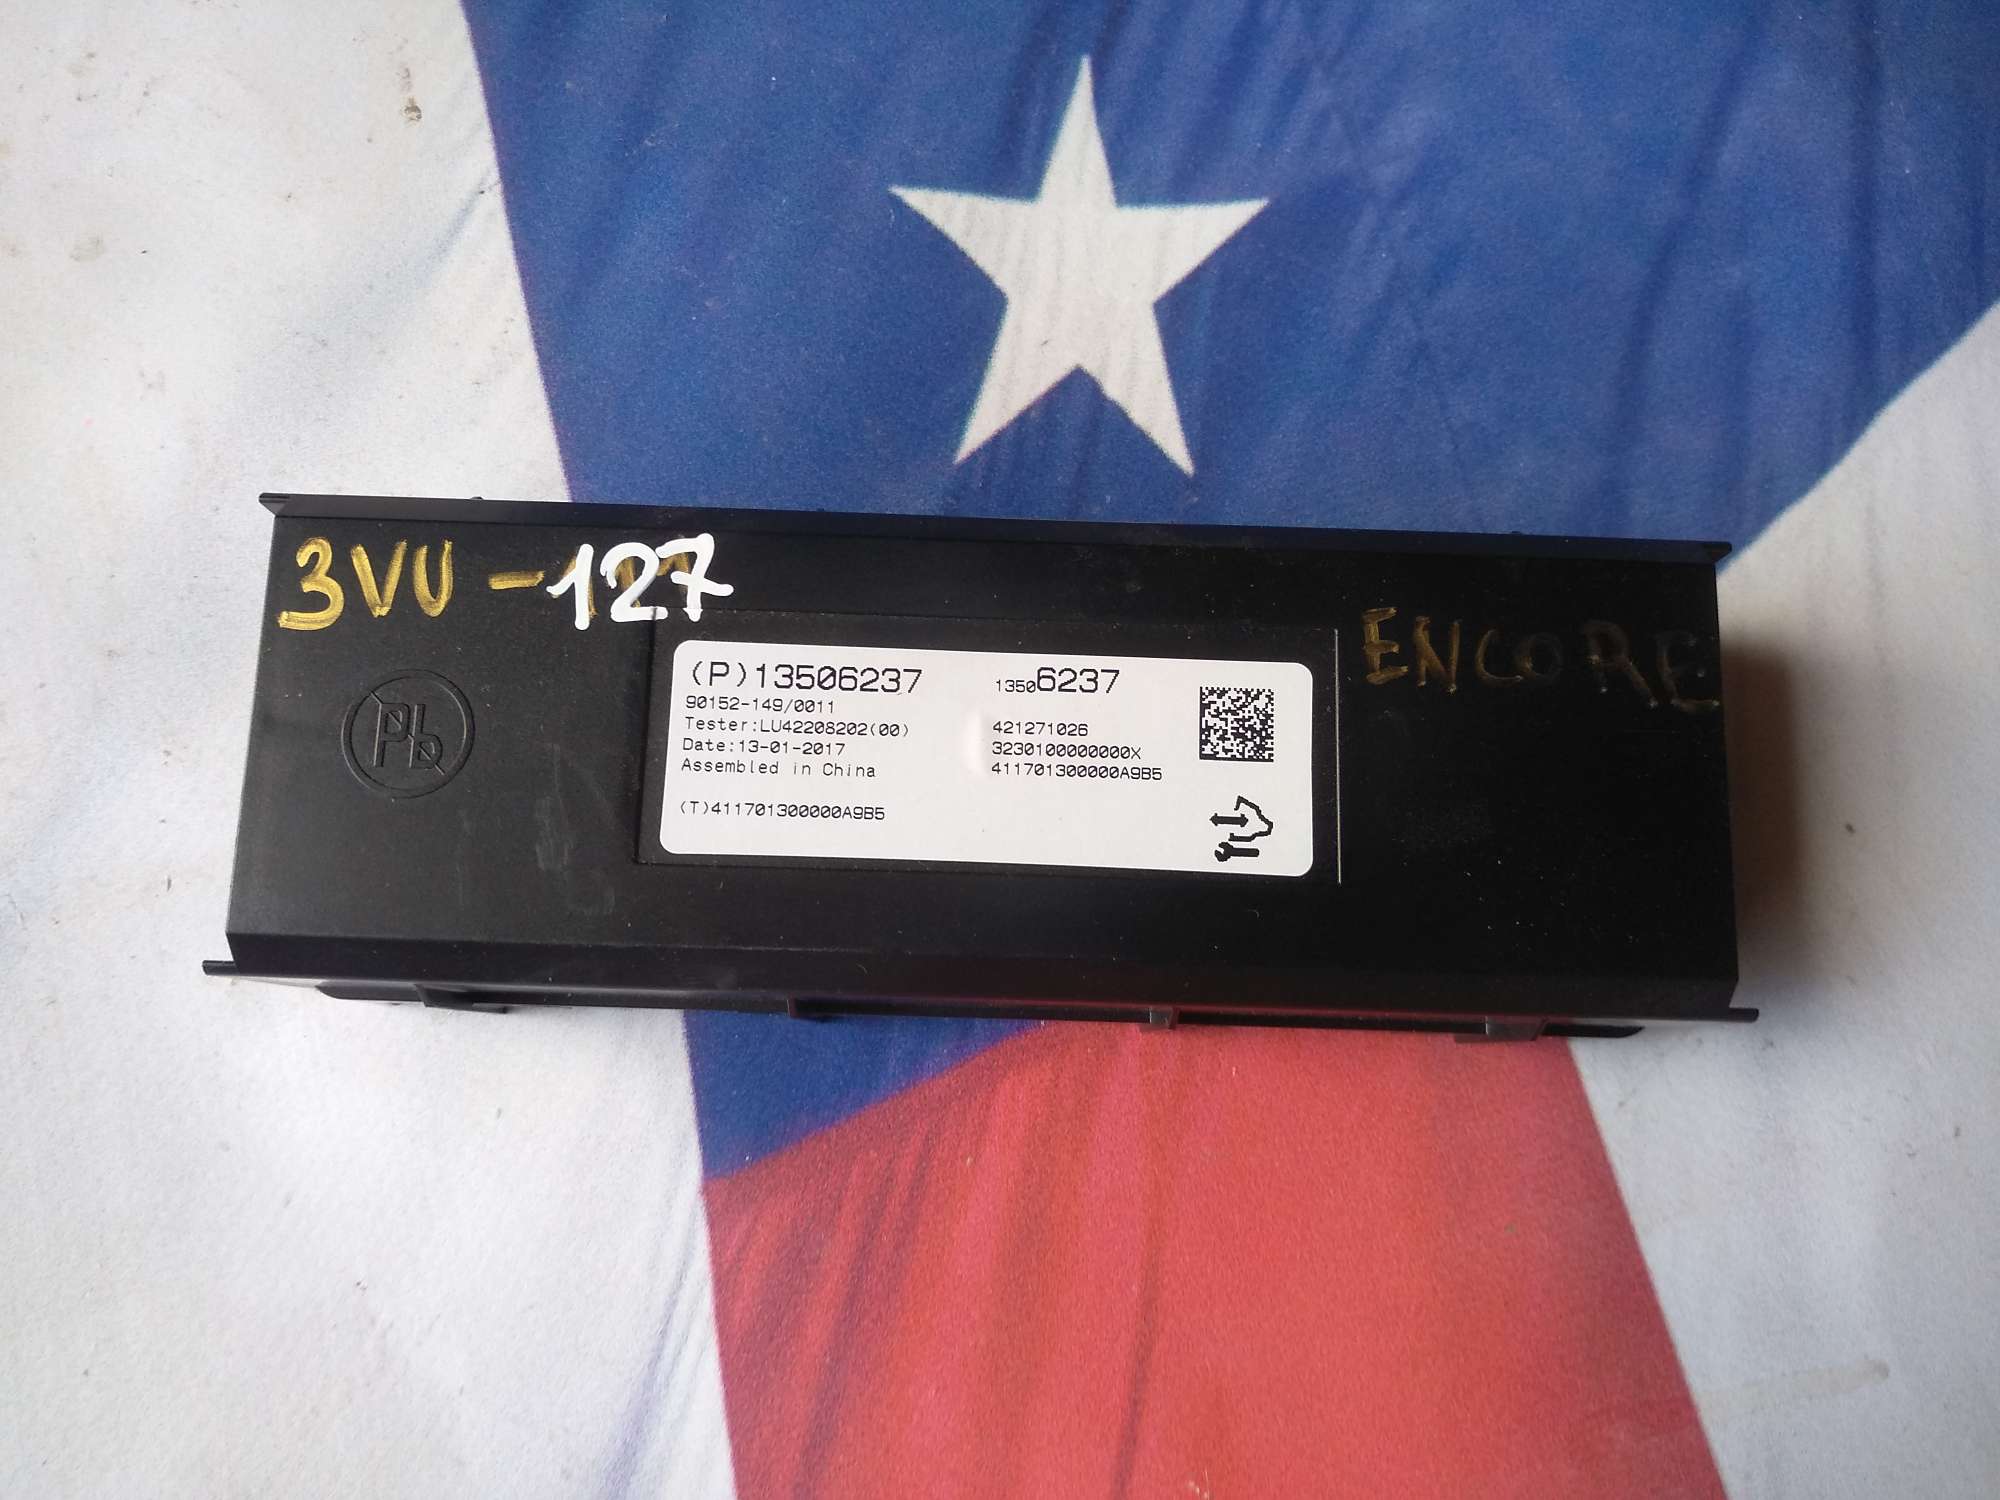 3VU-127
ENCORE
Pb
(P)13506237
13506237
90152-149/0011
Tester:LU42208202(00)
421271026
Date:13-01-2017
3230100000000X
Assembled in China
411701300000A9B5
(T)411701300000A9B5